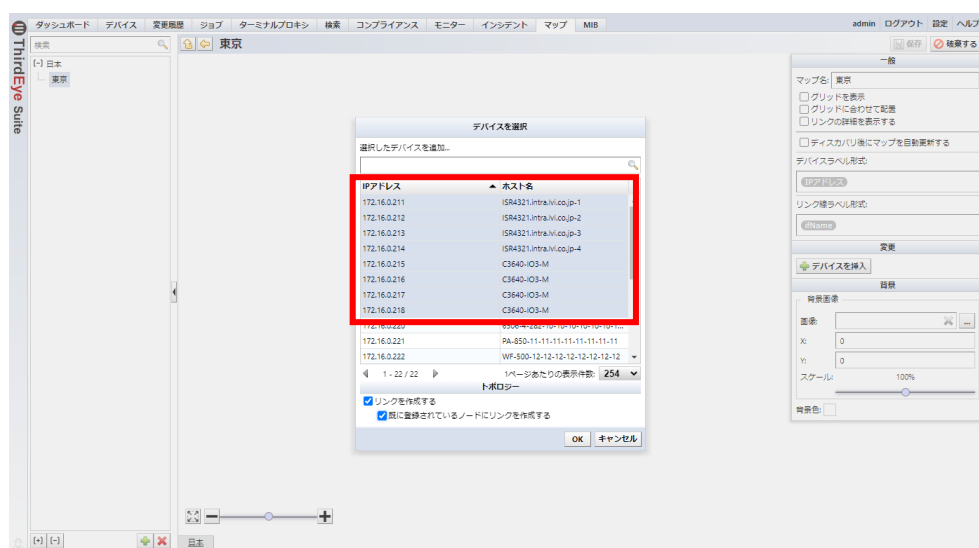 ダッシュボード デバイス 変更履歴 ジョブ ターミナルプロキシ 検索 コンプライアンス モニター インシデント マップ MIB admin ログアウト 設定 ヘルプ
ThirdEye Suite
検索
東京
保存 破棄する
[-] 日本
東京
一般
マップ名: 東京
グリッドを表示
グリッドに合わせて配置
リンクの詳細を表示する
ディスカバリ後にマップを自動更新する
デバイスラベル形式:
IPアドレス
リンク線ラベル形式:
dName
変更
デバイスを挿入
背景
背景画像
画像: ...
X: 0
Y: 0
スケール: 100%
背景色:
デバイスを選択
選択したデバイスを追加...
IPアドレス ホスト名
172.16.0.211 ISR4321.intra.lvi.co.jp-1
172.16.0.212 ISR4321.intra.lvi.co.jp-2
172.16.0.213 ISR4321.intra.lvi.co.jp-3
172.16.0.214 ISR4321.intra.lvi.co.jp-4
172.16.0.215 C3640-IO3-M
172.16.0.216 C3640-IO3-M
172.16.0.217 C3640-IO3-M
172.16.0.218 C3640-IO3-M
172.16.0.221 PA-850-11-11-11-11-11-11-11
172.16.0.222 WF-500-12-12-12-12-12-12-12
1 - 22 / 22 1ページあたりの表示件数: 254
トポロジー
リンクを作成する
既に登録されているノードにリンクを作成する
OK キャンセル
[+] [-]
日本